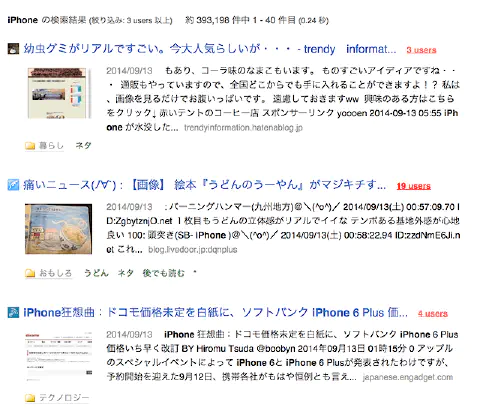 iPhone の検索結果 (絞り込み: 3 users 以上) 約 393,198 件中 1 - 40 件目 (0.24 秒)
幼虫グミがリアルですごい。今大人気らしいが・・・ - trendy informat... 3 users
2014/09/13 もあり、コーラ味のなまこもいます。 ものすごいアイディアですね・・
・ 通販もやっていますので、全国どこからでも手に入れることができますよ！？ 私は
、画像を見るだけでお腹いっぱいです。 遠慮しておきますww 興味のある方はこちら
をクリック↓ 赤いテントのコーヒー店 スポンサーリンク yoooen 2014-09-13 05:55 iPh
one が水没した... trendyinformation.hatenablog.jp
暮らし ネタ
痛いニュース(ﾉ∀`) : 【画像】 絵本『うどんのうーやん』がマジキチす... 19 users
: バーニングハンマー(九州地方)＠＼(^o^)／ 2014/09/13(土) 00:57:09.70 I
D:ZgbytznjO.net 1 枚目もうどんの立体感がリアルでイイな テンポある基地外感が心地
良い 100: 頭突き(SB- iPhone )＠＼(^o^)／ 2014/09/13(土) 00:58:22.94 ID:zzdNmE6Ji.n
et これ... blog.livedoor.jp:dqnplus
おもしろ うどん ネタ 後でも読む *
iPhone狂想曲：ドコモ価格未定を白紙に、ソフトバンク iPhone 6 Plus 価... 4 users
2014/09/13 iPhone 狂想曲：ドコモ価格未定を白紙に、ソフトバンク iPhone 6 Plus
価格いち早く改訂 BY Hiromu Tsuda @boobyn 2014年09月13日 01時15分 0 アップル
のスペシャルイベントによって iPhone 6と iPhone 6 Plusが発表されたわけですが、
予約開始を迎えた9月12日、携帯各社がもはや恒例とも言え... japanese.engadget.com
テクノロジー